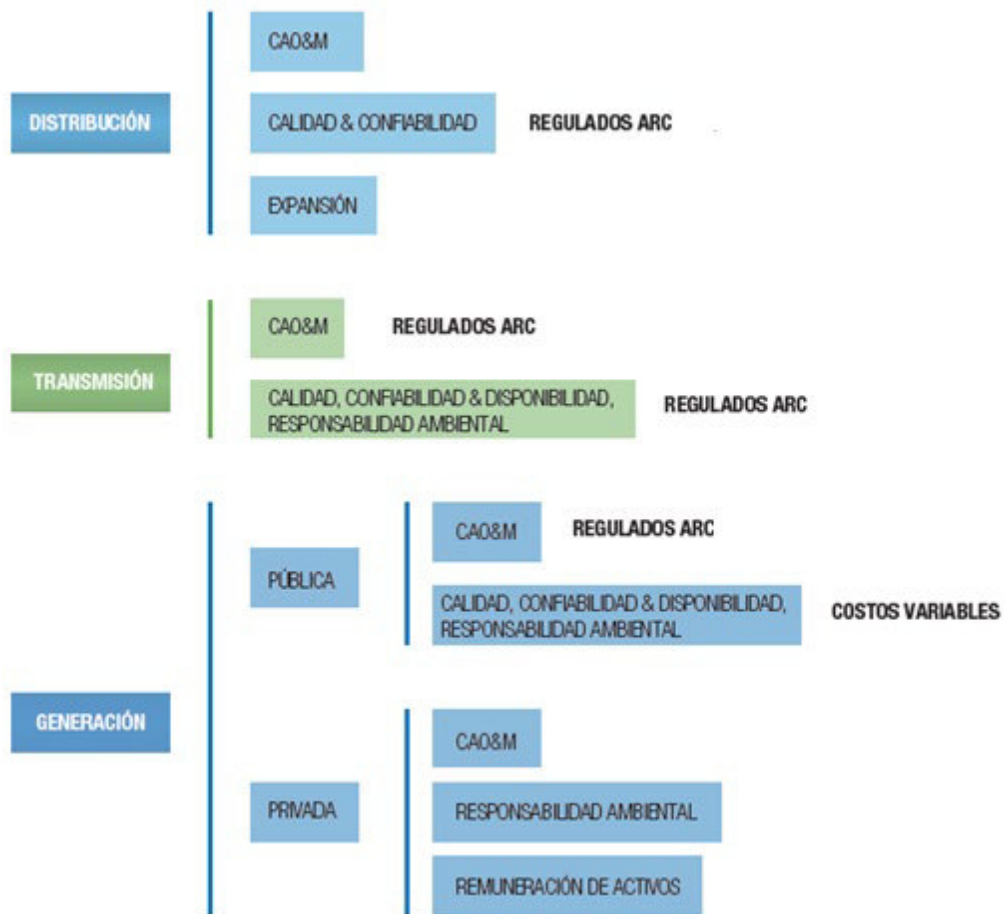 DISTRIBUCIÓN
CAO&M
CALIDAD & CONFIABILIDAD
REGULADOS ARC
EXPANSIÓN
TRANSMISIÓN
CAO&M
REGULADOS ARC
CALIDAD, CONFIABILIDAD & DISPONIBILIDAD,
RESPONSABILIDAD AMBIENTAL
REGULADOS ARC
GENERACIÓN
PÚBLICA
CAO&M
REGULADOS ARC
CALIDAD, CONFIABILIDAD & DISPONIBILIDAD,
RESPONSABILIDAD AMBIENTAL
COSTOS VARIABLES
PRIVADA
CAO&M
RESPONSABILIDAD AMBIENTAL
REMUNERACIÓN DE ACTIVOS